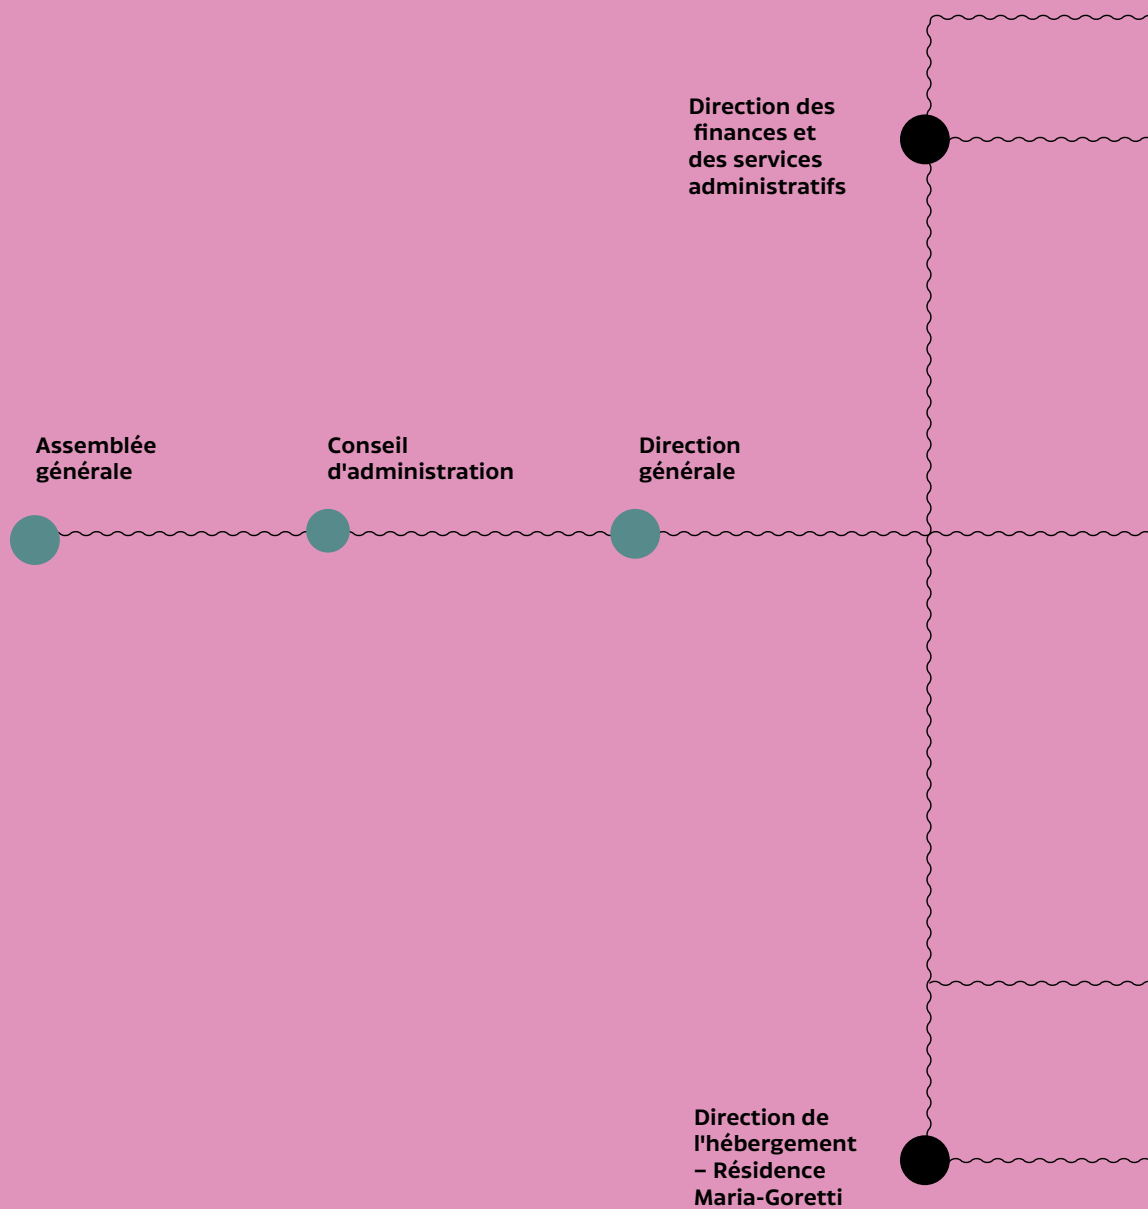 Direction des
finances et
des services
administratifs
Assemblée
générale
Conseil
d'administration
Direction
générale
Direction de
l'hébergement
– Résidence
Maria-Goretti